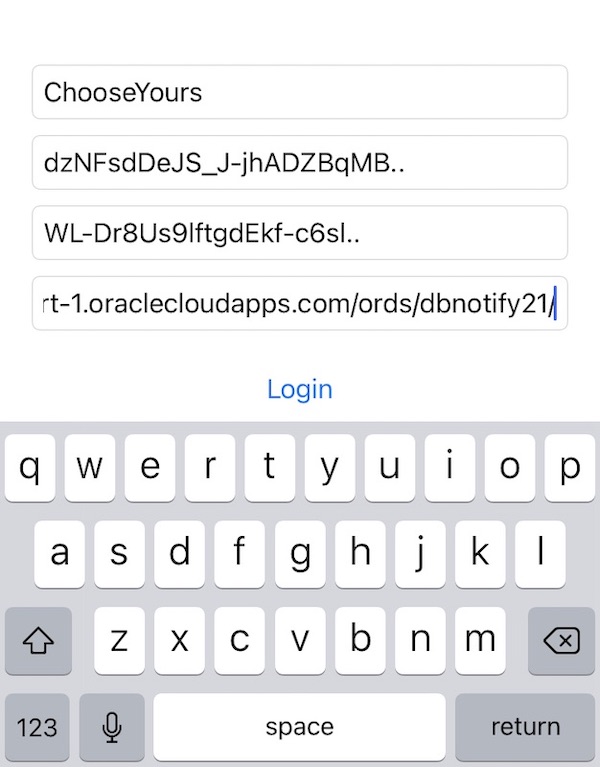 ChooseYours
dzNFsdDeJS_J-jhADZBqMB..
WL-Dr8Us9lftgdEkf-c6sl..
rt-1.oraclecloudapps.com/ords/dbnotify21/
Login
q w e r t y u i o p
a s d f g h j k l
z x c v b n m
123 space return